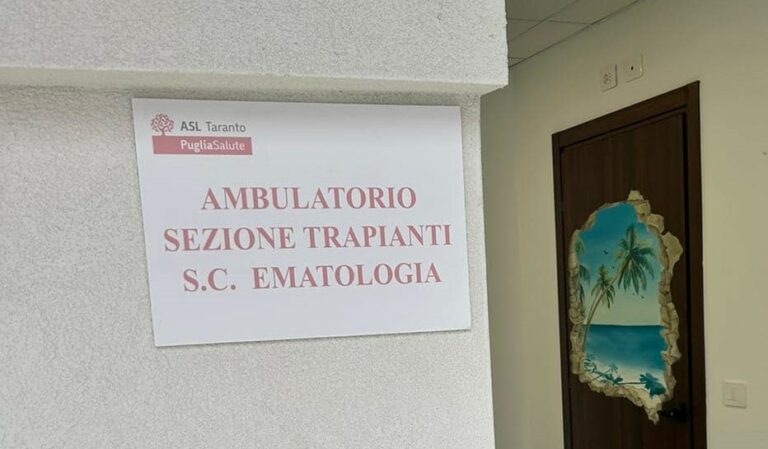 ASL Taranto
PugliaSalute
AMBULATORIO
SEZIONE TRAPIANTI
S.C. EMATOLOGIA